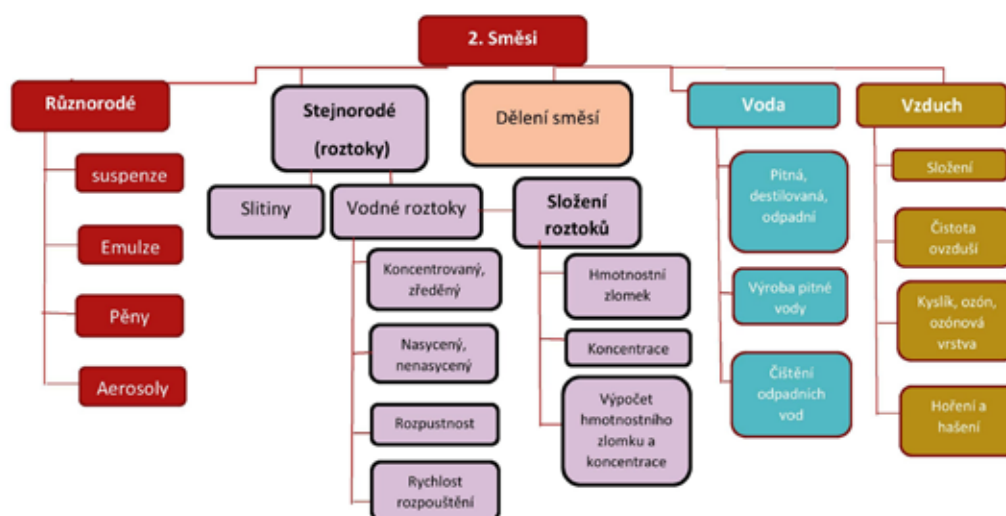 2. Směsi
Různorodé
suspenze
Emulze
Pěny
Aerosoly
Stejnorodé
(roztoky)
Slitiny
Vodné roztoky
Koncentrovaný,
zředěný
Nasycený,
nenasycený
Rozpustnost
Rychlost
rozpouštění
Složení
roztoků
Hmotnostní
zlomek
Koncentrace
Výpočet
hmotnostního
zlomku a
koncentrace
Dělení směsí
Voda
Pitná,
destilovaná,
odpadní
Výroba pitné
vody
Čištění
odpadních
vod
Vzduch
Složení
Čistota
ovzduší
Kyslík, ozón,
ozónová
vrstva
Hoření a
hašení